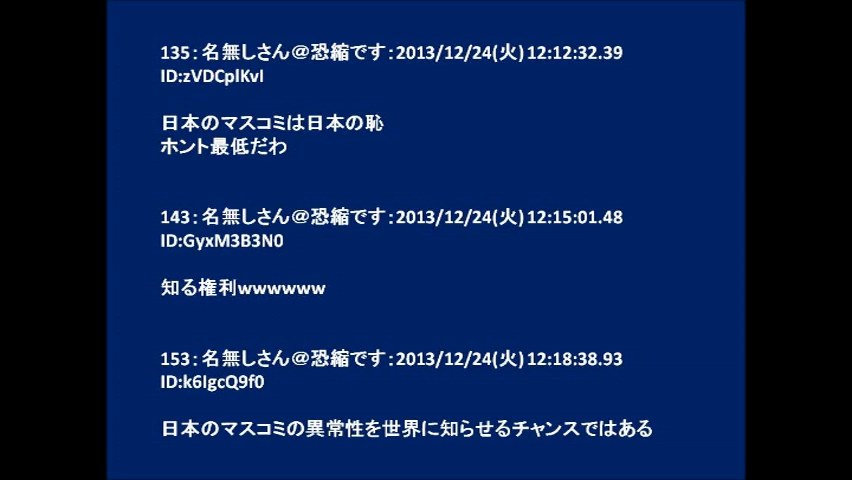 135：名無しさん＠恐縮です：2013/12/24(火) 12:12:32.39
ID:zVDCplKvI
日本のマスコミは日本の恥
ホント最低だわ
143：名無しさん＠恐縮です：2013/12/24(火) 12:15:01.48
ID:GyxM3B3N0
知る権利wwwwww
153：名無しさん＠恐縮です：2013/12/24(火) 12:18:38.93
ID:k6IgcQ9f0
日本のマスコミの異常性を世界に知らせるチャンスではある